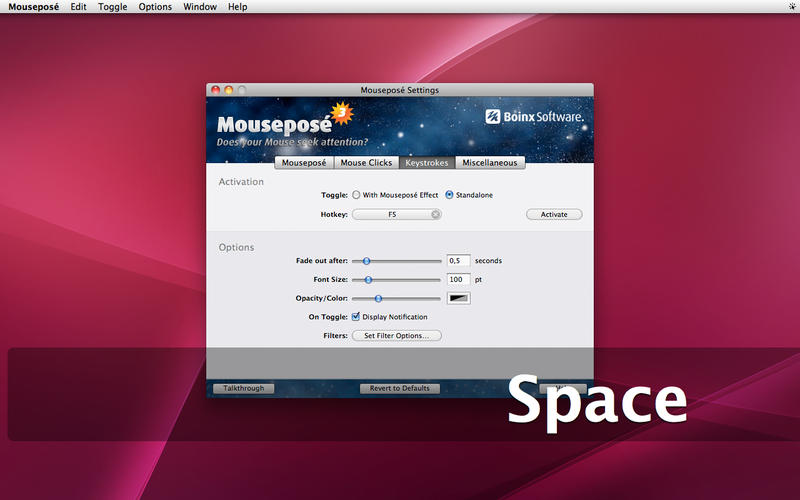 Mouseposé Edit Toggle Options Window Help
Mouseposé Settings
Mouseposé 3
Boinx Software.
Does your Mouse seek attention?
Mouseposé Mouse Clicks Keystrokes Miscellaneous
Activation
Toggle: With Mouseposé Effect Standalone
Hotkey: F5 Activate
Options
Fade out after: 0,5 seconds
Font Size: 100 pt
Opacity/Color:
On Toggle: Display Notification
Filters: Set Filter Options...
Talkthrough Revert to Defaults
Space